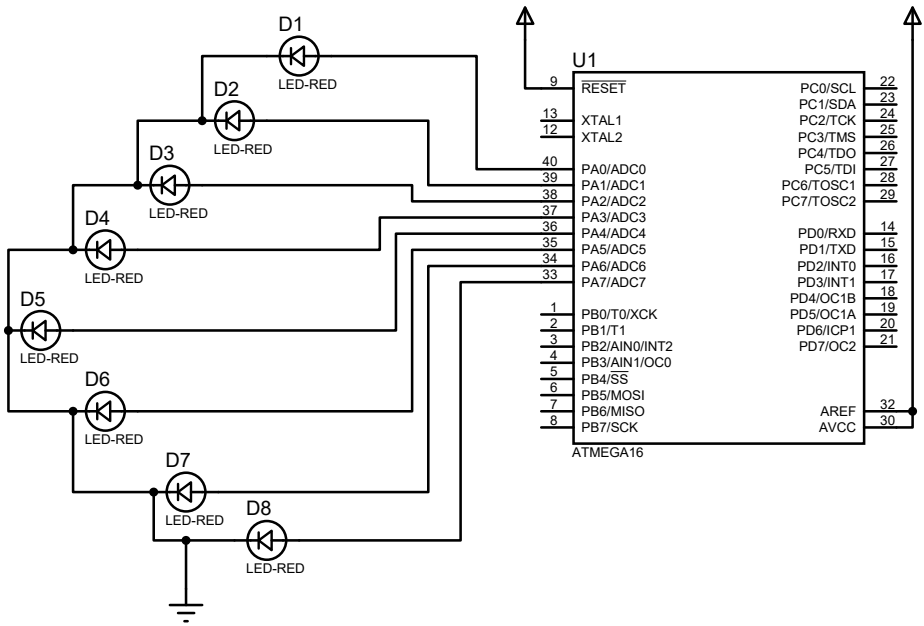 D1
LED-RED
D2
LED-RED
D3
LED-RED
D4
LED-RED
D5
LED-RED
D6
LED-RED
D7
LED-RED
D8
LED-RED
U1
9 RESET
13 XTAL1
12 XTAL2
40 PA0/ADC0
39 PA1/ADC1
38 PA2/ADC2
37 PA3/ADC3
36 PA4/ADC4
35 PA5/ADC5
34 PA6/ADC6
33 PA7/ADC7
1 PB0/T0/XCK
2 PB1/T1
3 PB2/AIN0/INT2
4 PB3/AIN1/OC0
5 PB4/SS
6 PB5/MOSI
7 PB6/MISO
8 PB7/SCK
PC0/SCL 22
PC1/SDA 23
PC2/TCK 24
PC3/TMS 25
PC4/TDO 26
PC5/TDI 27
PC6/TOSC1 28
PC7/TOSC2 29
PD0/RXD 14
PD1/TXD 15
PD2/INT0 16
PD3/INT1 17
PD4/OC1B 18
PD5/OC1A 19
PD6/ICP1 20
PD7/OC2 21
AREF 32
AVCC 30
ATMEGA16